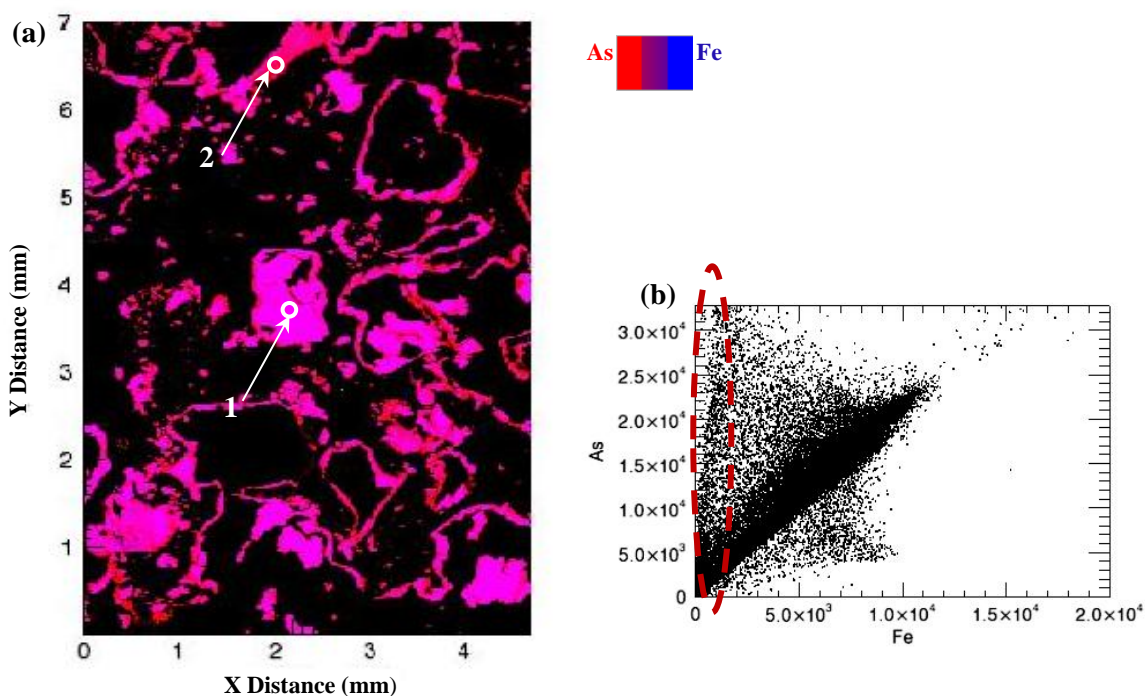 (a)
7
6
5
4
3
2
1
0
0 1 2 3 4
Y Distance (mm)
X Distance (mm)
2
1
As Fe
(b)
3.0×10⁴
2.5×10⁴
2.0×10⁴
1.5×10⁴
1.0×10⁴
5.0×10³
0
As
0 5.0×10³ 1.0×10⁴ 1.5×10⁴ 2.0×10⁴
Fe